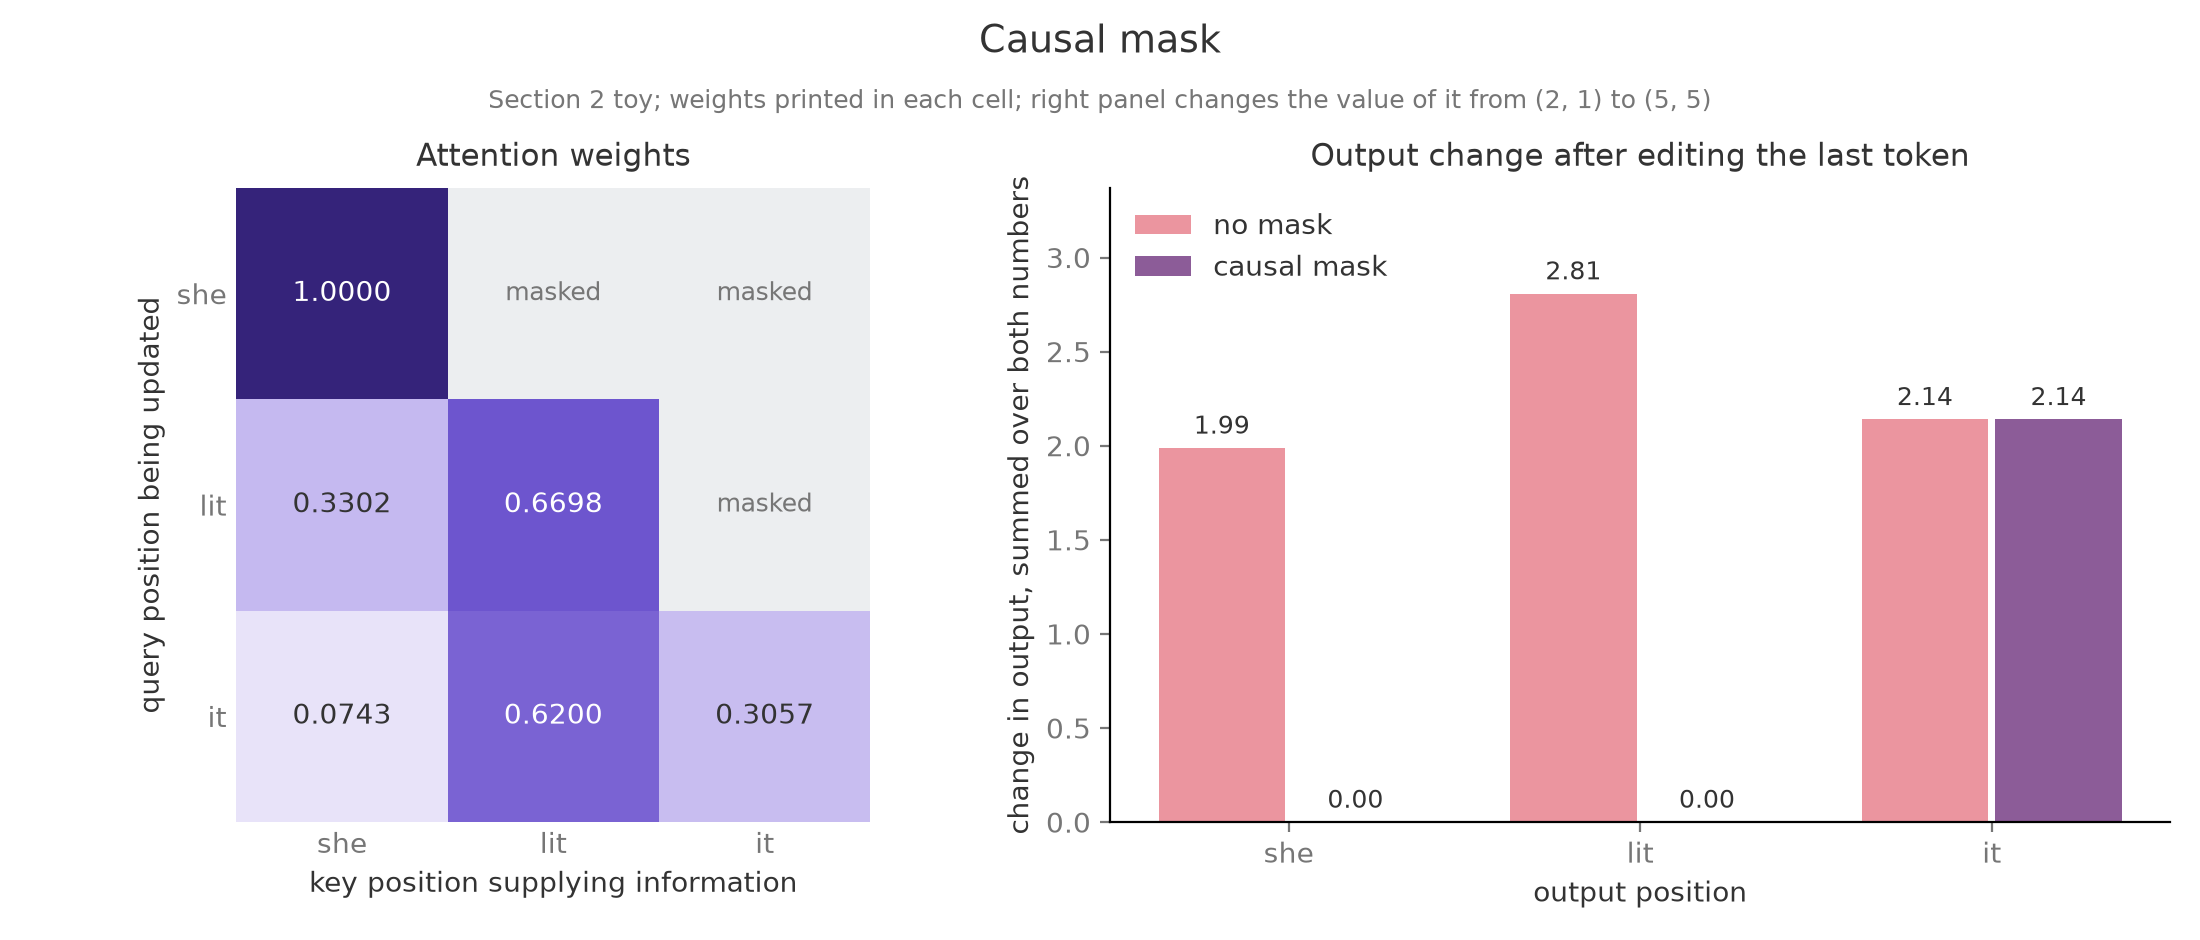 Causal mask
Section 2 toy; weights printed in each cell; right panel changes the value of it from (2, 1) to (5, 5)
Attention weights
query position being updated
she
1.0000
masked
masked
lit
0.3302
0.6698
masked
it
0.0743
0.6200
0.3057
she
lit
it
key position supplying information
Output change after editing the last token
change in output, summed over both numbers
no mask
causal mask
3.0
2.5
2.0
1.5
1.0
0.5
0.0
1.99
0.00
2.81
0.00
2.14
2.14
she
lit
it
output position